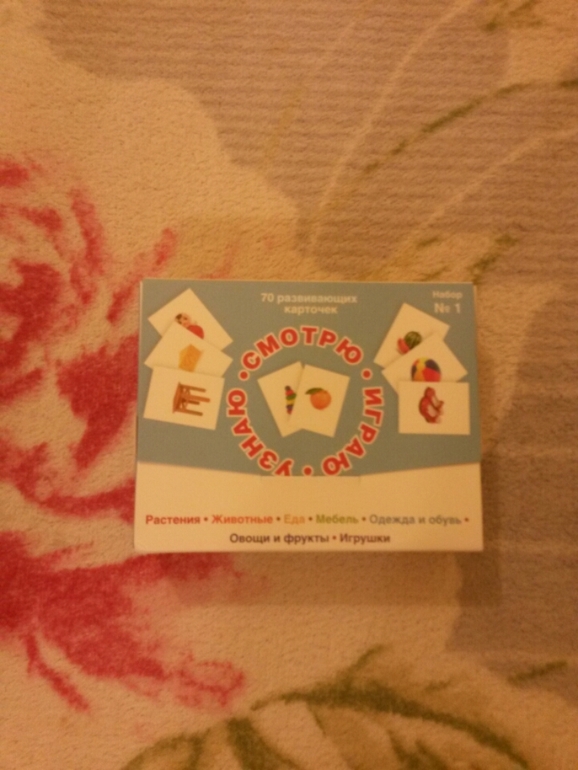 70 развивающих
карточек
Набор
№ 1
СМОТРЮ • ИГРАЮ • УЗНАЮ •
Растения • Животные • Еда • Мебель • Одежда и обувь •
Овощи и фрукты • Игрушки